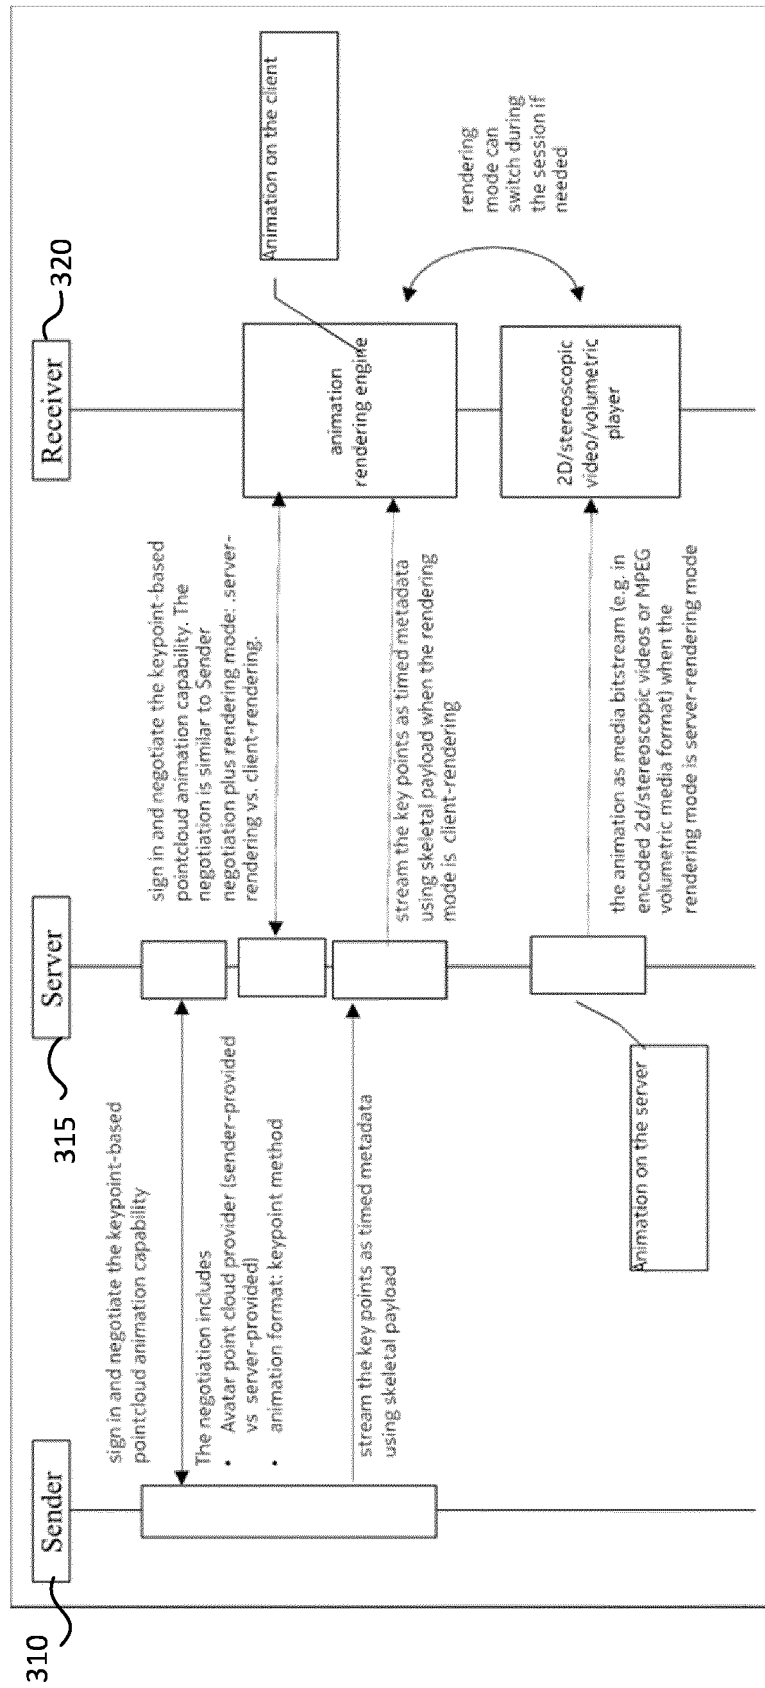 310
Sender
315
Server
Receiver
320
sign in and negotiate the keypoint-based
pointcloud animation capability
The negotiation includes
• Avatar point cloud provider (sender-provided
vs server-provided)
• animation format: keypoint method
stream the key points as timed metadata
using skeletal payload
sign in and negotiate the keypoint-based
pointcloud animation capability. The
negotiation is similar to Sender
negotiation plus rendering mode: server-
rendering vs. client-rendering.
stream the key points as timed metadata
using skeletal payload when the rendering
mode is client-rendering
the animation as media bitstream (e.g. in
encoded 2d/stereoscopic videos or MPEG
volumetric media format) when the
rendering mode is server-rendering mode
Animation on the server
animation
rendering engine
Animation on the client
2D/stereoscopic
video/volumetric
player
rendering
mode can
switch during
the session if
needed